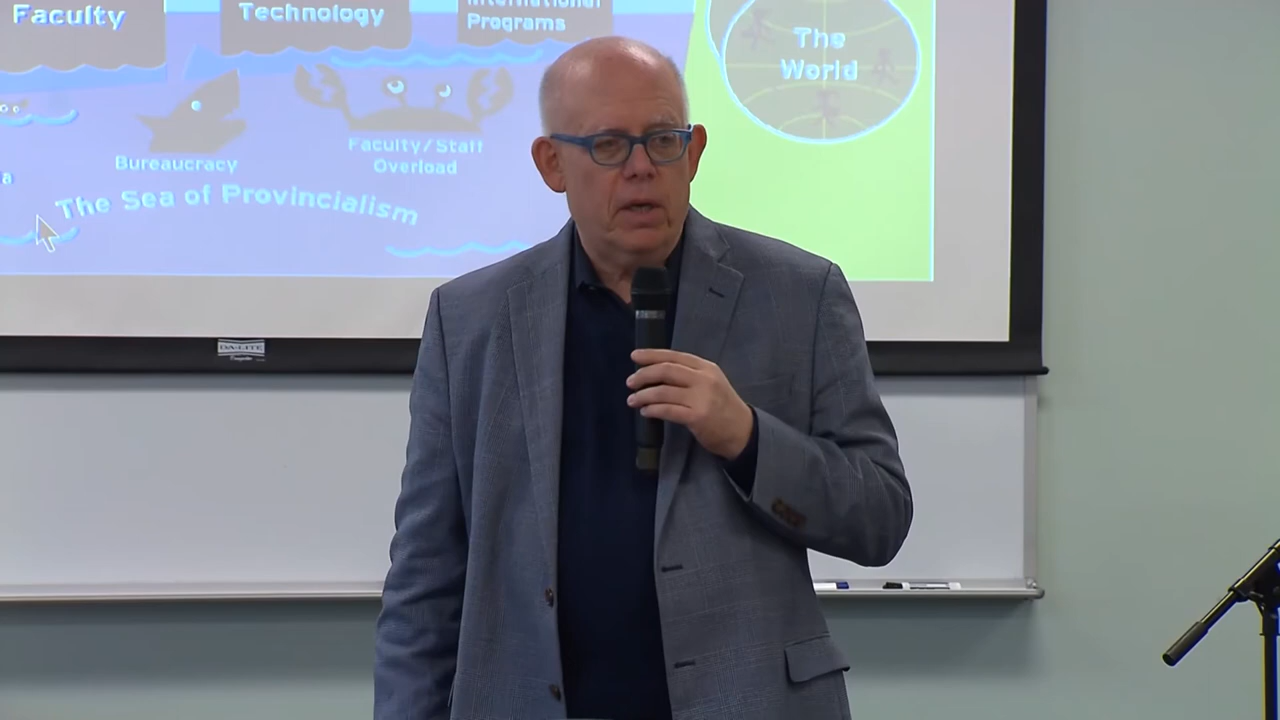 Faculty
Technology
International
Programs
The
World
Bureaucracy
Faculty/Staff
Overload
a
The Sea of Provincialism
DA-LITE